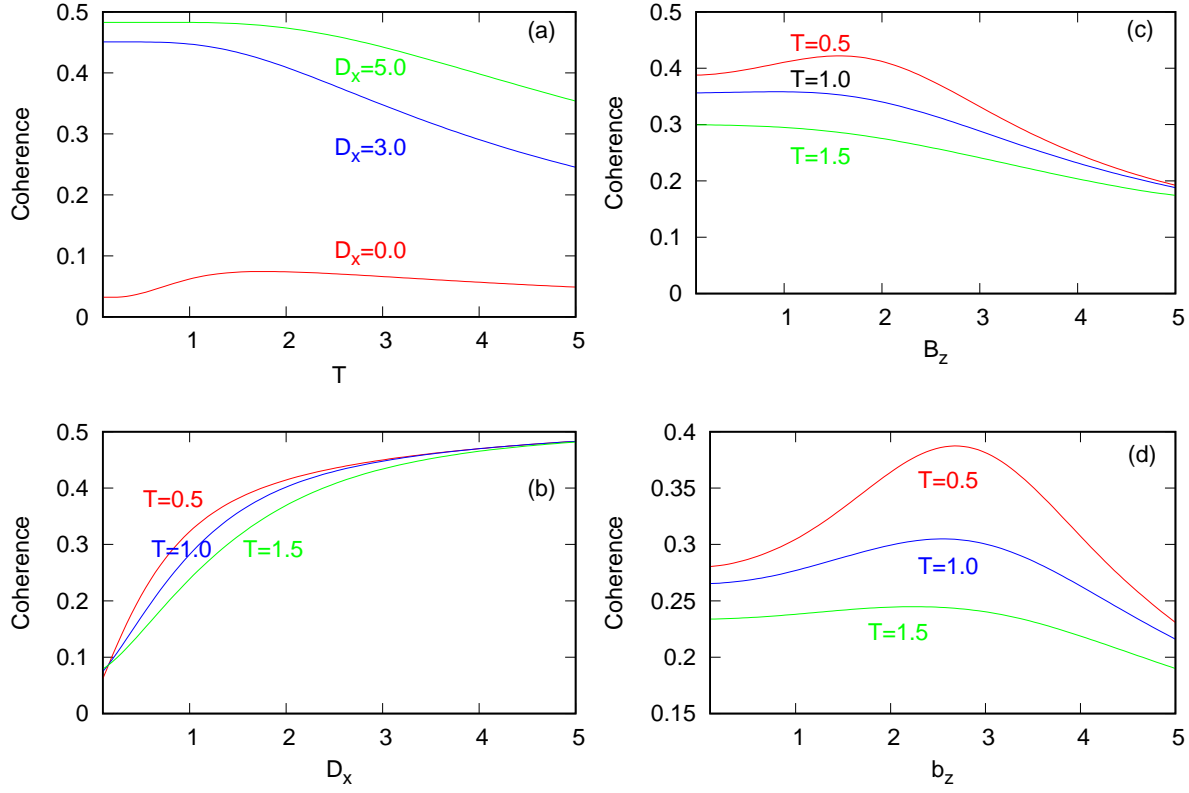 (a)
0.5
0.4
0.3
0.2
0.1
0
Coherence
D_x=5.0
D_x=3.0
D_x=0.0
1 2 3 4 5
T
(c)
0.5
0.4
0.3
0.2
0.1
0
Coherence
T=0.5
T=1.0
T=1.5
1 2 3 4 5
B_z
(b)
0.5
0.4
0.3
0.2
0.1
0
Coherence
T=0.5
T=1.0
T=1.5
1 2 3 4 5
D_x
(d)
0.4
0.35
0.3
0.25
0.2
0.15
Coherence
T=0.5
T=1.0
T=1.5
1 2 3 4 5
b_z